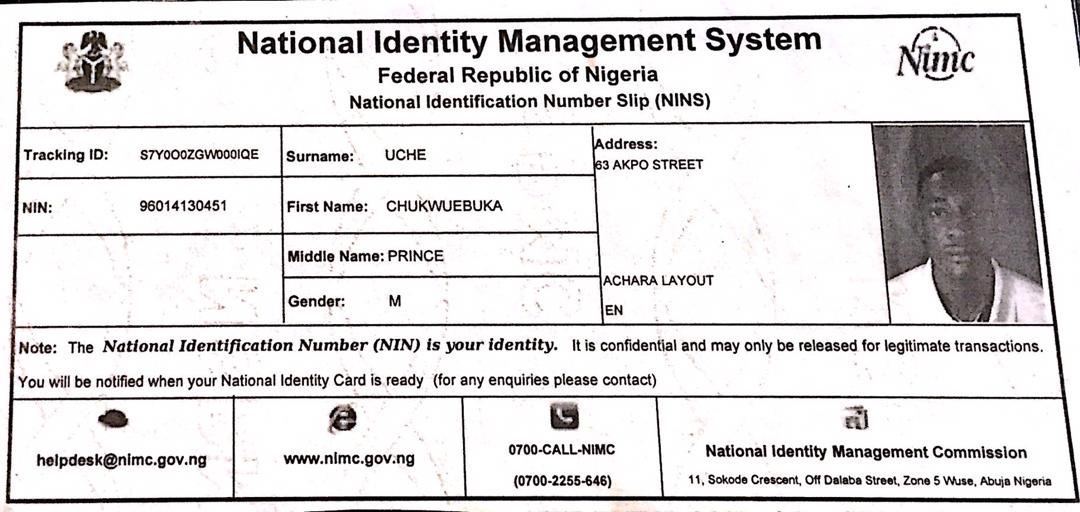 National Identity Management System
Federal Republic of Nigeria
National Identification Number Slip (NINS)
Nimc
Tracking ID: S7Y0O0ZGW000IQE
Surname: UCHE
Address:
63 AKPO STREET
NIN: 96014130451
First Name: CHUKWUEBUKA
Middle Name: PRINCE
ACHARA LAYOUT
Gender: M
EN
Note: The National Identification Number (NIN) is your identity. It is confidential and may only be released for legitimate transactions.
You will be notified when your National Identity Card is ready (for any enquiries please contact)
helpdesk@nimc.gov.ng
www.nimc.gov.ng
0700-CALL-NIMC
(0700-2255-646)
National Identity Management Commission
11, Sokode Crescent, Off Dalaba Street, Zone 5 Wuse, Abuja Nigeria